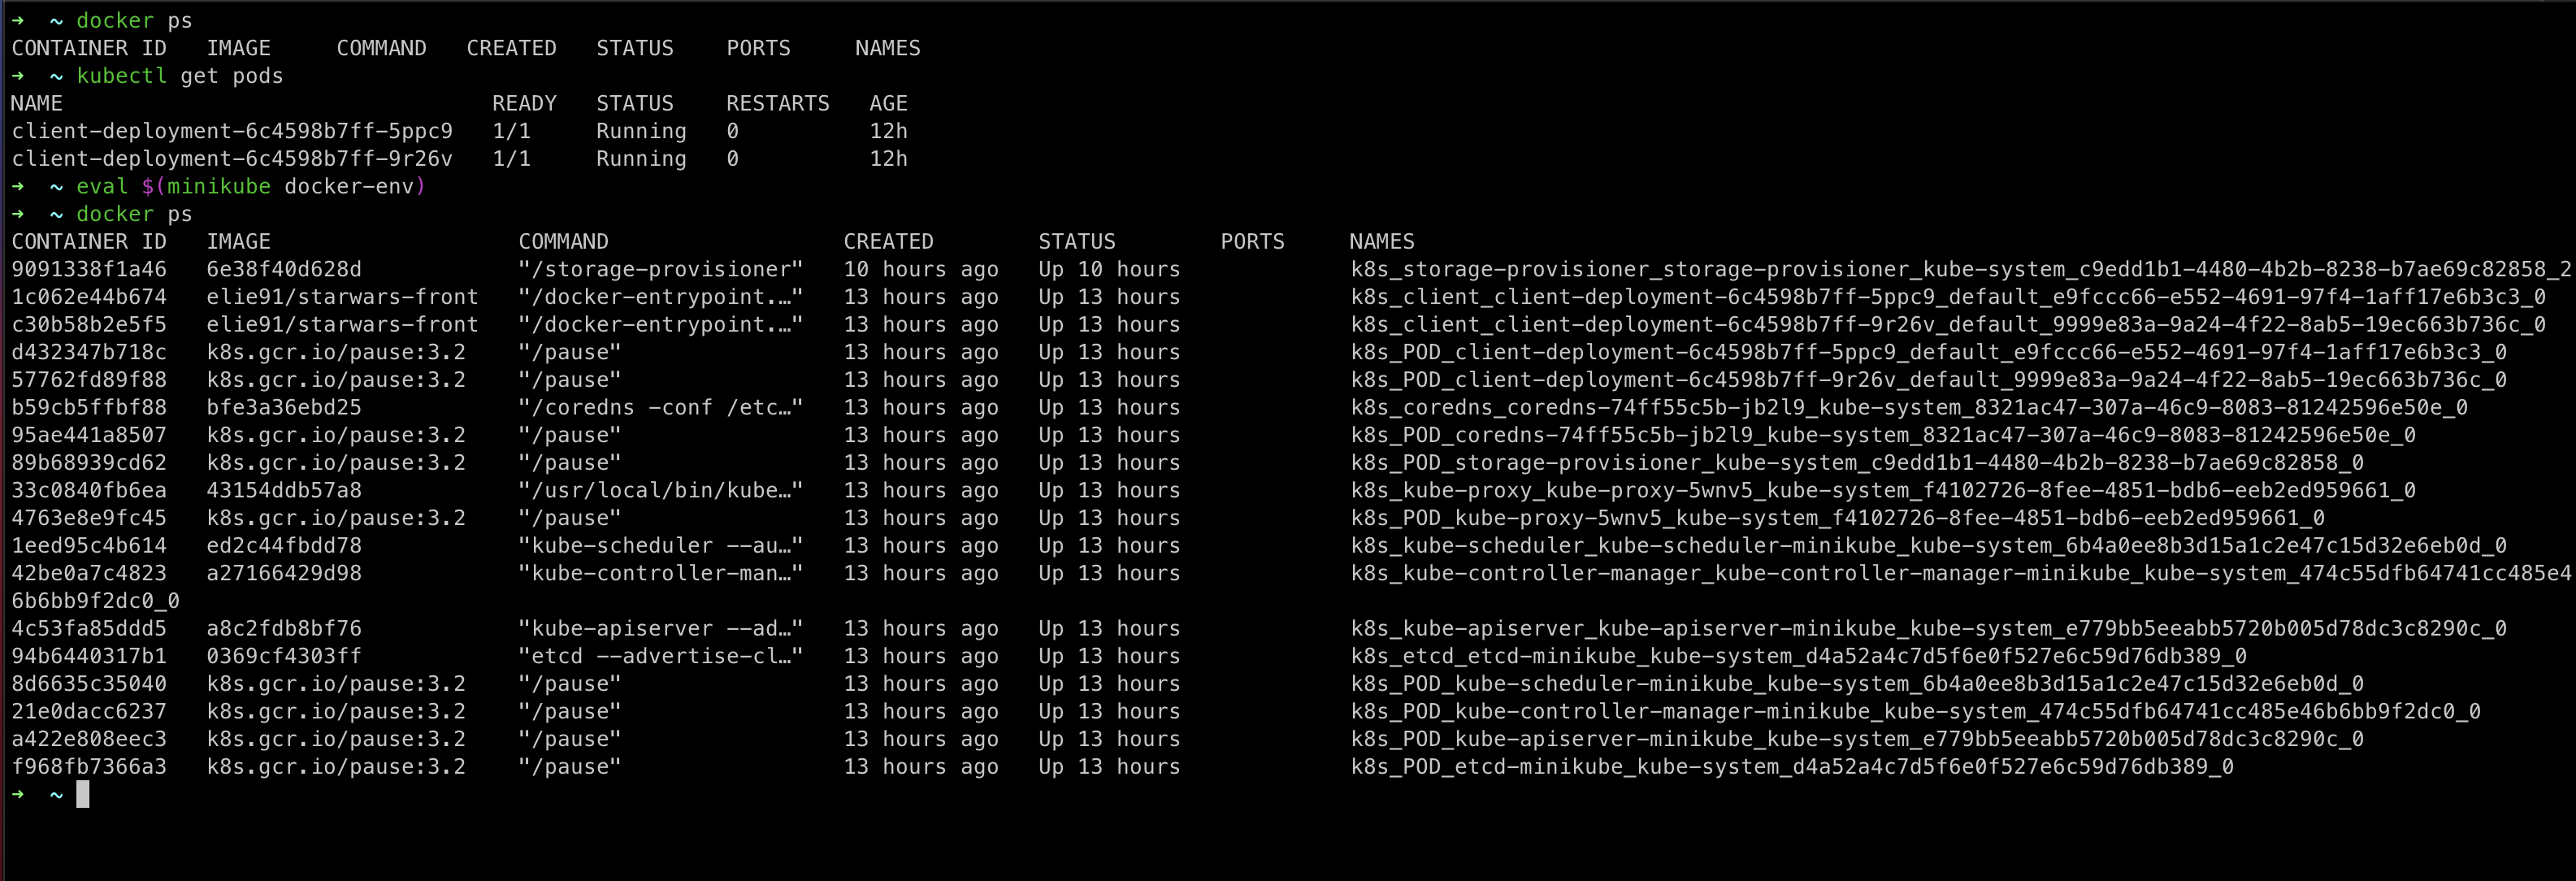 ➜  ~ docker ps
CONTAINER ID   IMAGE     COMMAND   CREATED   STATUS    PORTS     NAMES
➜  ~ kubectl get pods
NAME                                 READY   STATUS    RESTARTS   AGE
client-deployment-6c4598b7ff-5ppc9   1/1     Running   0          12h
client-deployment-6c4598b7ff-9r26v   1/1     Running   0          12h
➜  ~ eval $(minikube docker-env)
➜  ~ docker ps
CONTAINER ID   IMAGE                   COMMAND                  CREATED        STATUS        PORTS     NAMES
9091338f1a46   6e38f40d628d            "/storage-provisioner"   10 hours ago   Up 10 hours             k8s_storage-provisioner_storage-provisioner_kube-system_c9edd1b1-4480-4b2b-8238-b7ae69c82858_2
1c062e44b674   elie91/starwars-front   "/docker-entrypoint.…"   13 hours ago   Up 13 hours             k8s_client_client-deployment-6c4598b7ff-5ppc9_default_e9fccc66-e552-4691-97f4-1aff17e6b3c3_0
c30b58b2e5f5   elie91/starwars-front   "/docker-entrypoint.…"   13 hours ago   Up 13 hours             k8s_client_client-deployment-6c4598b7ff-9r26v_default_9999e83a-9a24-4f22-8ab5-19ec663b736c_0
d432347b718c   k8s.gcr.io/pause:3.2    "/pause"                 13 hours ago   Up 13 hours             k8s_POD_client-deployment-6c4598b7ff-5ppc9_default_e9fccc66-e552-4691-97f4-1aff17e6b3c3_0
57762fd89f88   k8s.gcr.io/pause:3.2    "/pause"                 13 hours ago   Up 13 hours             k8s_POD_client-deployment-6c4598b7ff-9r26v_default_9999e83a-9a24-4f22-8ab5-19ec663b736c_0
b59cb5ffbf88   bfe3a36ebd25            "/coredns -conf /etc…"   13 hours ago   Up 13 hours             k8s_coredns_coredns-74ff55c5b-jb2l9_kube-system_8321ac47-307a-46c9-8083-81242596e50e_0
95ae441a8507   k8s.gcr.io/pause:3.2    "/pause"                 13 hours ago   Up 13 hours             k8s_POD_coredns-74ff55c5b-jb2l9_kube-system_8321ac47-307a-46c9-8083-81242596e50e_0
89b68939cd62   k8s.gcr.io/pause:3.2    "/pause"                 13 hours ago   Up 13 hours             k8s_POD_storage-provisioner_kube-system_c9edd1b1-4480-4b2b-8238-b7ae69c82858_0
33c0840fb6ea   43154ddb57a8            "/usr/local/bin/kube…"   13 hours ago   Up 13 hours             k8s_kube-proxy_kube-proxy-5wnv5_kube-system_f4102726-8fee-4851-bdb6-eeb2ed959661_0
4763e8e9fc45   k8s.gcr.io/pause:3.2    "/pause"                 13 hours ago   Up 13 hours             k8s_POD_kube-proxy-5wnv5_kube-system_f4102726-8fee-4851-bdb6-eeb2ed959661_0
1eed95c4b614   ed2c44fbdd78            "kube-scheduler --au…"   13 hours ago   Up 13 hours             k8s_kube-scheduler_kube-scheduler-minikube_kube-system_6b4a0ee8b3d15a1c2e47c15d32e6eb0d_0
42be0a7c4823   a27166429d98            "kube-controller-man…"   13 hours ago   Up 13 hours             k8s_kube-controller-manager_kube-controller-manager-minikube_kube-system_474c55dfb64741cc485e4
6b6bb9f2dc0_0
4c53fa85ddd5   a8c2fdb8bf76            "kube-apiserver --ad…"   13 hours ago   Up 13 hours             k8s_kube-apiserver_kube-apiserver-minikube_kube-system_e779bb5eeabb5720b005d78dc3c8290c_0
94b6440317b1   0369cf4303ff            "etcd --advertise-cl…"   13 hours ago   Up 13 hours             k8s_etcd_etcd-minikube_kube-system_d4a52a4c7d5f6e0f527e6c59d76db389_0
8d6635c35040   k8s.gcr.io/pause:3.2    "/pause"                 13 hours ago   Up 13 hours             k8s_POD_kube-scheduler-minikube_kube-system_6b4a0ee8b3d15a1c2e47c15d32e6eb0d_0
21e0dacc6237   k8s.gcr.io/pause:3.2    "/pause"                 13 hours ago   Up 13 hours             k8s_POD_kube-controller-manager-minikube_kube-system_474c55dfb64741cc485e46b6bb9f2dc0_0
a422e808eec3   k8s.gcr.io/pause:3.2    "/pause"                 13 hours ago   Up 13 hours             k8s_POD_kube-apiserver-minikube_kube-system_e779bb5eeabb5720b005d78dc3c8290c_0
f968fb7366a3   k8s.gcr.io/pause:3.2    "/pause"                 13 hours ago   Up 13 hours             k8s_POD_etcd-minikube_kube-system_d4a52a4c7d5f6e0f527e6c59d76db389_0
➜  ~